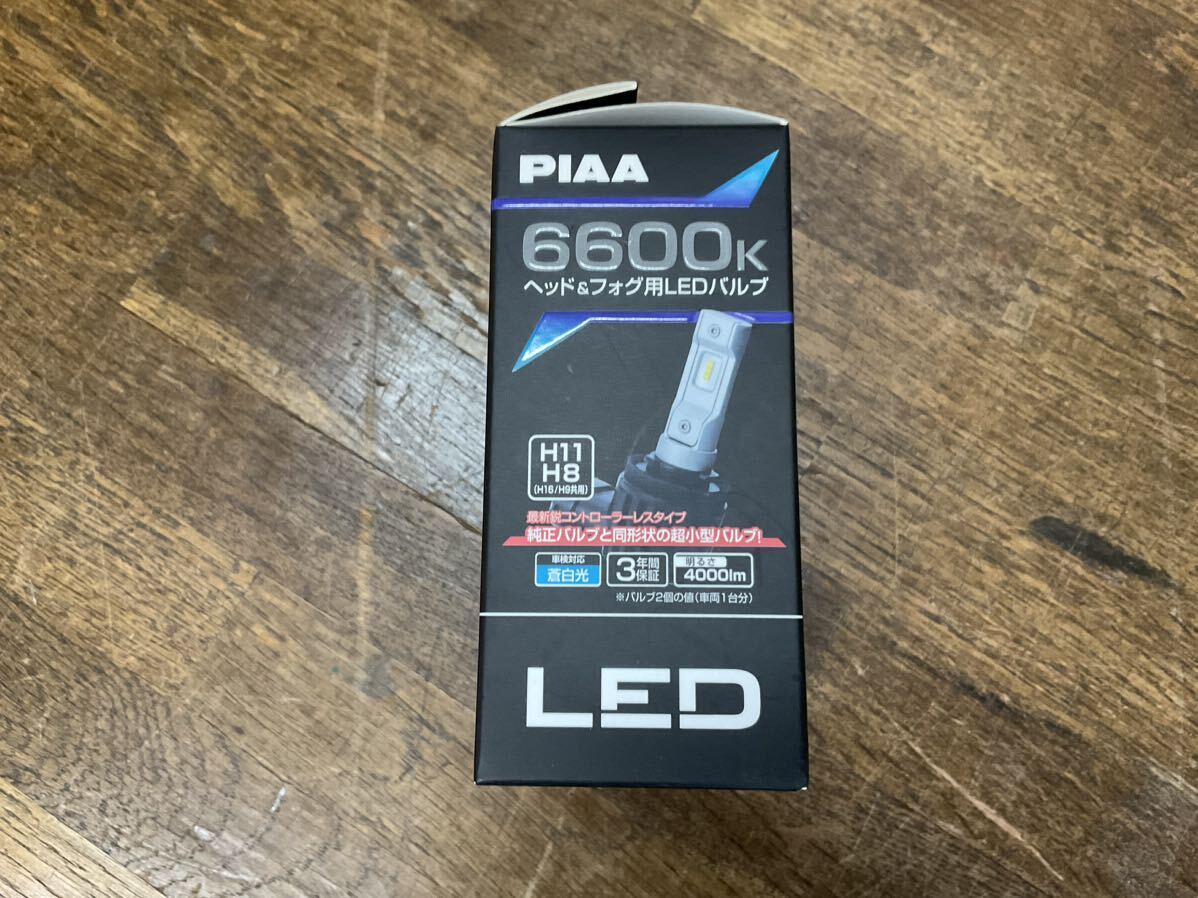 PIAA
6600K
ヘッド&フォグ用LEDバルブ
H11
H8
(H16/H9共用)
最新鋭コントローラーレスタイプ
純正バルブと同形状の超小型バルブ!
車検対応
蒼白光
3年間保証
明るさ
4000lm
※バルブ2個の値(車両1台分)
LED